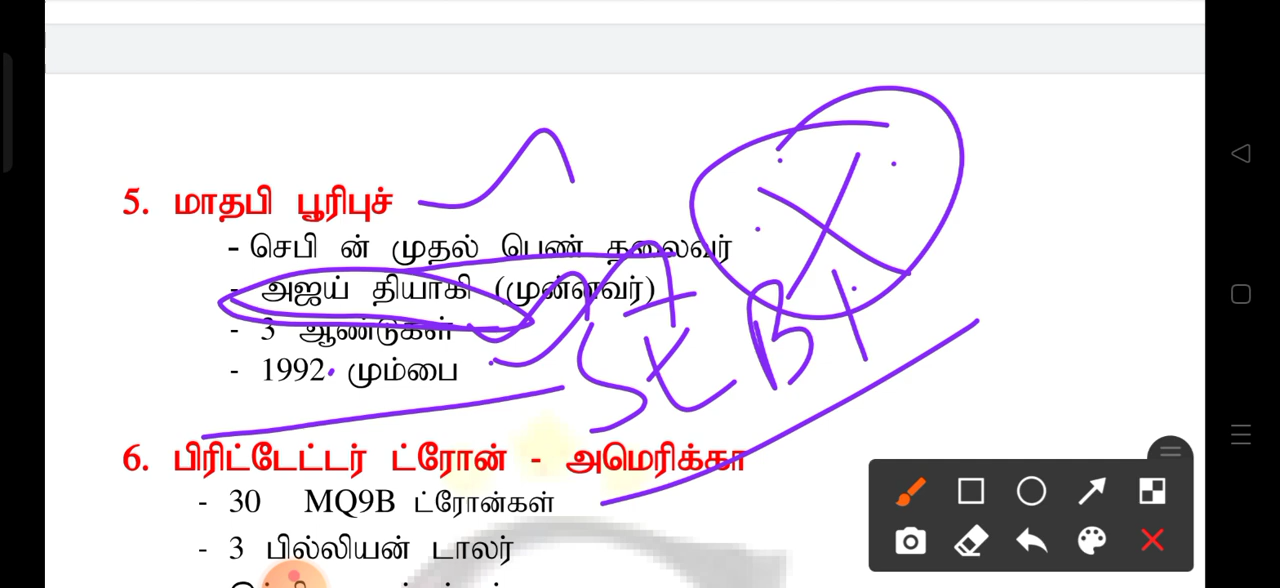 5. மாதபி பூரிபுச்
- செபி ன் முதல் பெண் தலைவர்
- அஜய் தியாகி (முன்னவர்)
- 3 ஆண்டுகள்
- 1992 மும்பை
SEBI
6. பிரிட்டேட்டர் ட்ரோன் - அமெரிக்கா
- 30 MQ9B ட்ரோன்கள்
- 3 பில்லியன் டாலர்